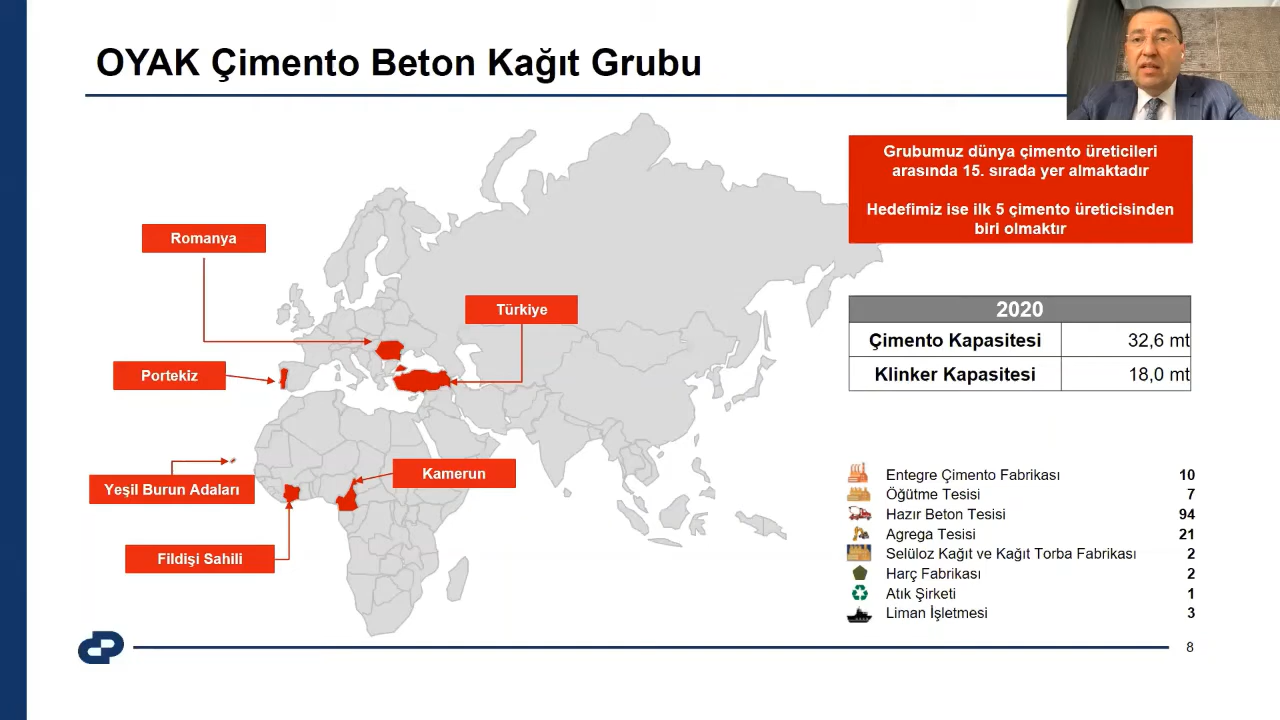 OYAK Çimento Beton Kağıt Grubu
Grubumuz dünya çimento üreticileri
arasında 15. sırada yer almaktadır
Hedefimiz ise ilk 5 çimento üreticisinden
biri olmaktır
Romanya
Türkiye
Portekiz
Kamerun
Yeşil Burun Adaları
Fildişi Sahili
2020
Çimento Kapasitesi 32,6 mt
Klinker Kapasitesi 18,0 mt
Entegre Çimento Fabrikası 10
Öğütme Tesisi 7
Hazır Beton Tesisi 94
Agrega Tesisi 21
Selüloz Kağıt ve Kağıt Torba Fabrikası 2
Harç Fabrikası 2
Atık Şirketi 1
Liman İşletmesi 3
8